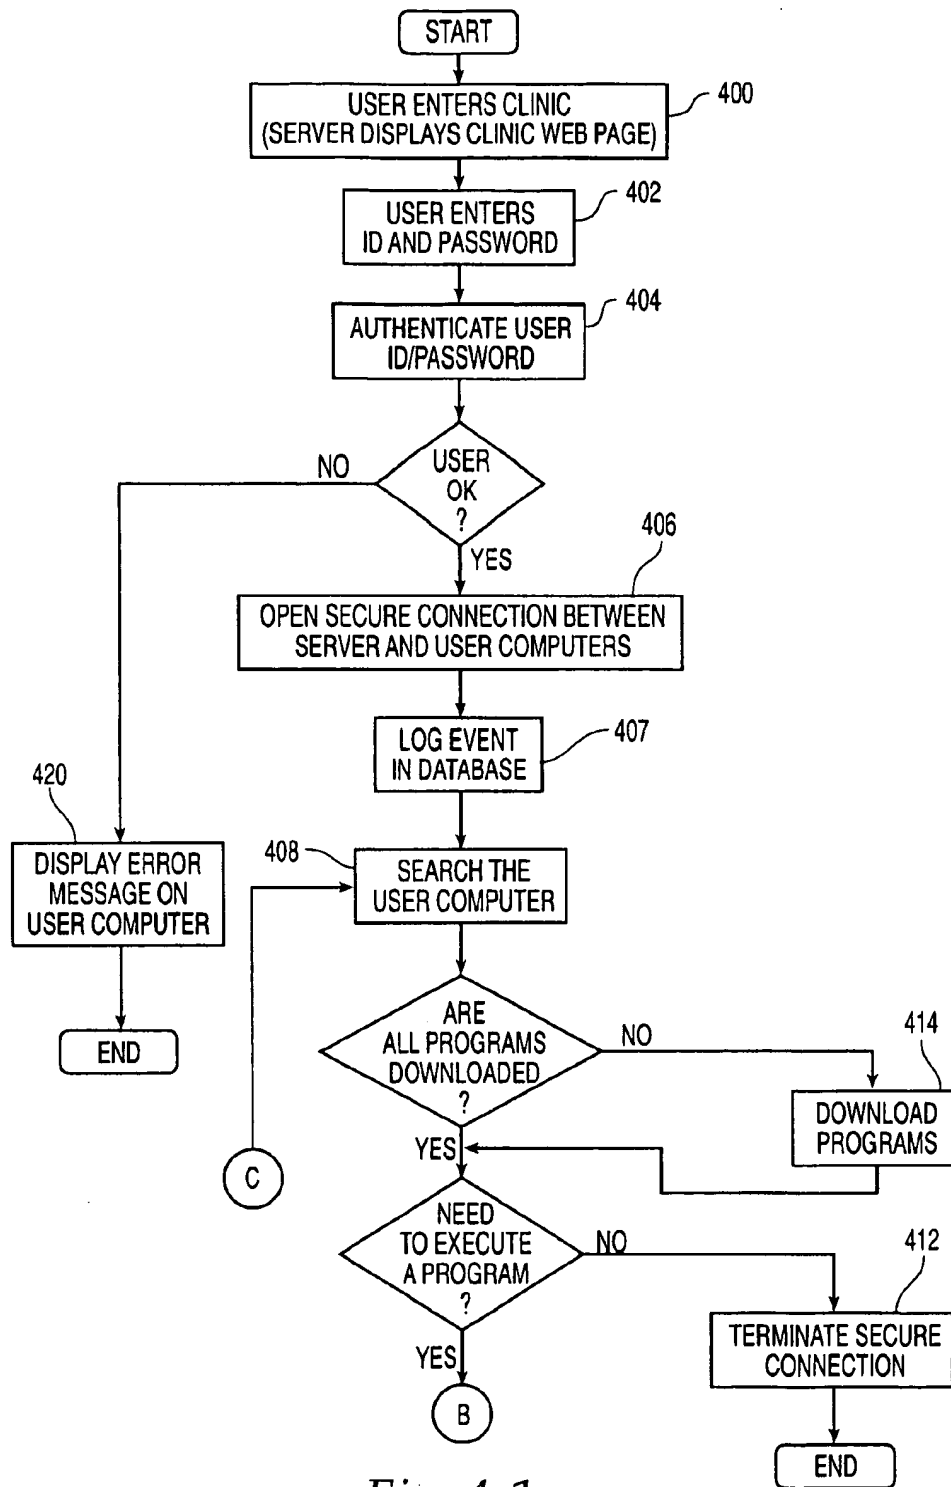 START
USER ENTERS CLINIC
(SERVER DISPLAYS CLINIC WEB PAGE)
400
USER ENTERS
ID AND PASSWORD
402
AUTHENTICATE USER
ID/PASSWORD
404
USER
OK
?
NO
YES
406
OPEN SECURE CONNECTION BETWEEN
SERVER AND USER COMPUTERS
LOG EVENT
IN DATABASE
407
420
DISPLAY ERROR
MESSAGE ON
USER COMPUTER
END
408
SEARCH THE
USER COMPUTER
ARE
ALL PROGRAMS
DOWNLOADED
?
NO
YES
414
DOWNLOAD
PROGRAMS
C
NEED
TO EXECUTE
A PROGRAM
?
NO
YES
412
TERMINATE SECURE
CONNECTION
B
END